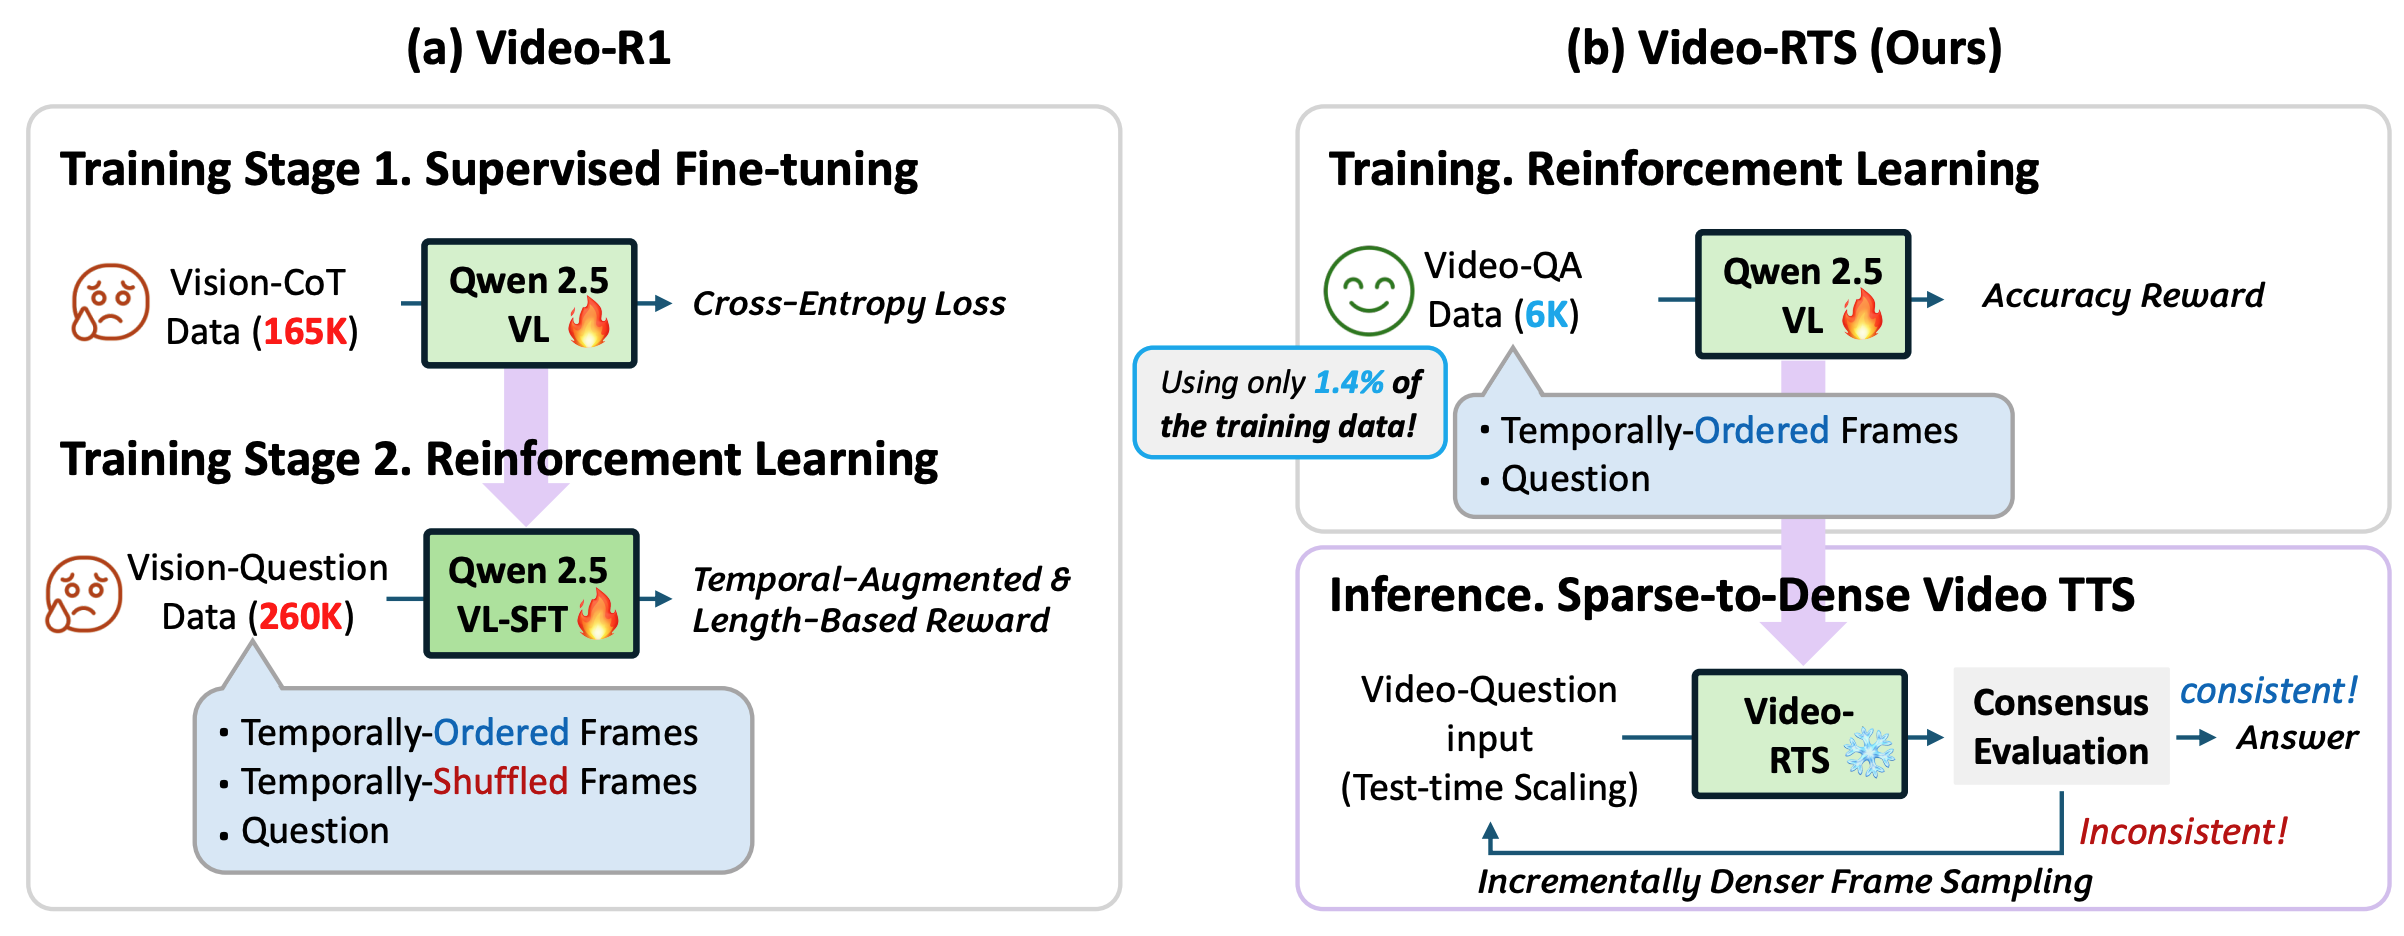 (a) Video-R1
Training Stage 1. Supervised Fine-tuning
Vision-CoT
Data (165K)
Qwen 2.5
VL
Cross-Entropy Loss
Training Stage 2. Reinforcement Learning
Vision-Question
Data (260K)
Qwen 2.5
VL-SFT
Temporal-Augmented &
Length-Based Reward
· Temporally-Ordered Frames
· Temporally-Shuffled Frames
· Question
(b) Video-RTS (Ours)
Training. Reinforcement Learning
Video-QA
Data (6K)
Qwen 2.5
VL
Accuracy Reward
Using only 1.4% of
the training data!
· Temporally-Ordered Frames
· Question
Inference. Sparse-to-Dense Video TTS
Video-Question
input
(Test-time Scaling)
Video-
RTS
Consensus
Evaluation
consistent!
Answer
Inconsistent!
Incrementally Denser Frame Sampling